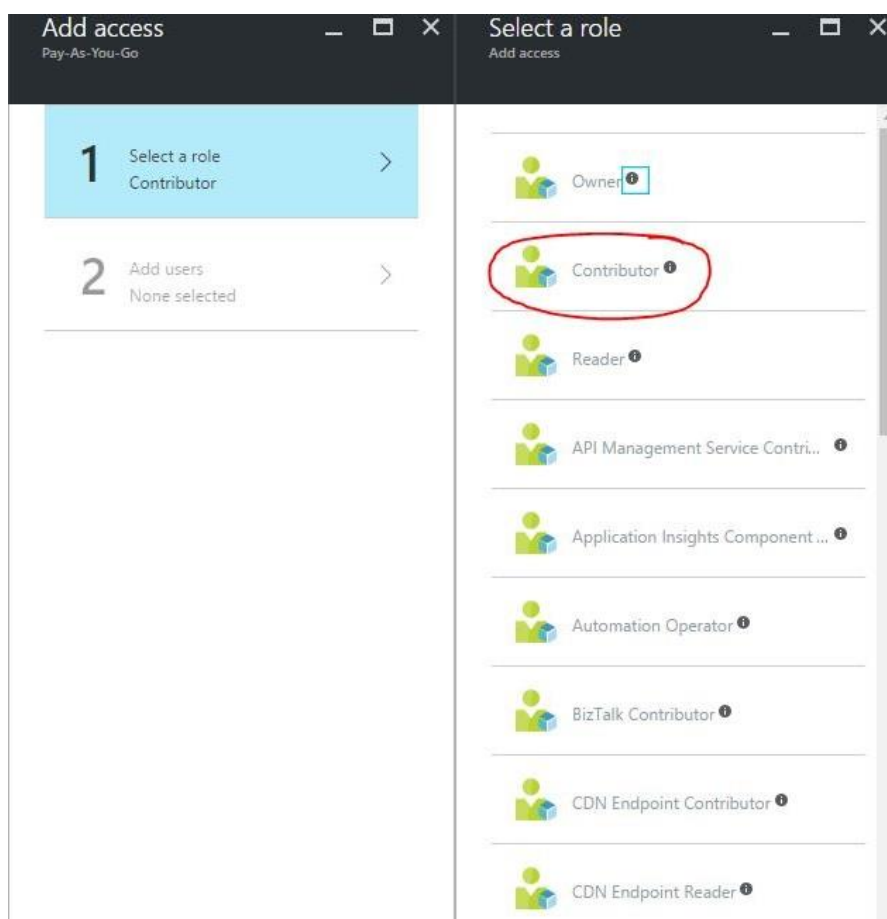 Add access
Pay-As-You-Go
1
Select a role
Contributor
2
Add users
None selected
Select a role
Add access
Owner
Contributor
Reader
API Management Service Contri...
Application Insights Component ...
Automation Operator
BizTalk Contributor
CDN Endpoint Contributor
CDN Endpoint Reader